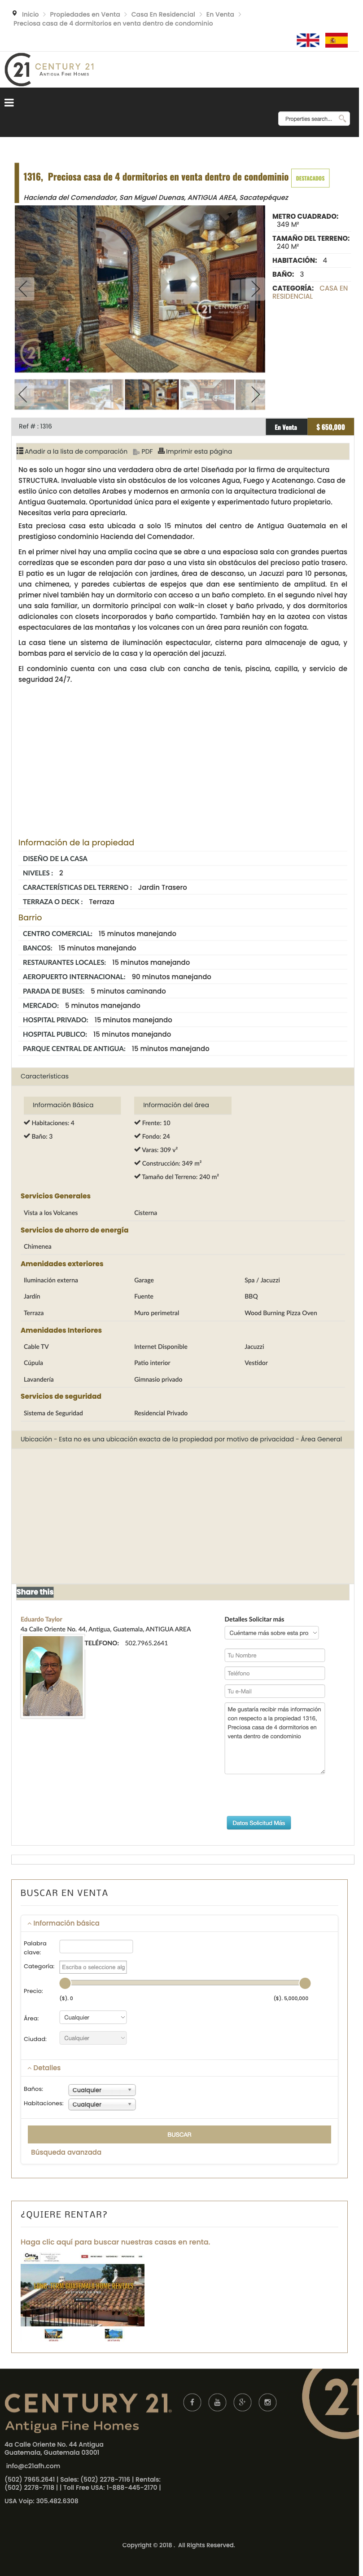 Inicio > Propiedades en Venta > Casa En Residencial > En Venta >
Preciosa casa de 4 dormitorios en venta dentro de condominio
21 CENTURY 21
Antigua Fine Homes
Properties search...
1316, Preciosa casa de 4 dormitorios en venta dentro de condominio
DESTACADOS
Hacienda del Comendador, San Miguel Duenas, ANTIGUA AREA, Sacatepéquez
METRO CUADRADO:
349 M²
TAMAÑO DEL TERRENO:
240 M²
HABITACIÓN: 4
BAÑO: 3
CATEGORÍA: CASA EN
RESIDENCIAL
CENTURY 21
Ref # : 1316
En Venta
$ 650,000
Añadir a la lista de comparación PDF Imprimir esta página
No es solo un hogar sino una verdadera obra de arte! Diseñada por la firma de arquitectura
STRUCTURA. Invaluable vista sin obstáculos de los volcanes Agua, Fuego y Acatenango. Casa de
estilo único con detalles Arabes y modernos en armonía con la arquitectura tradicional de
Antigua Guatemala. Oportunidad única para el exigente y experimentado futuro propietario.
Necesitas verla para apreciarla.
Esta preciosa casa esta ubicada a solo 15 minutos del centro de Antigua Guatemala en el
prestigioso condominio Hacienda del Comendador.
En el primer nivel hay una amplia cocina que se abre a una espaciosa sala con grandes puertas
corredizas que se esconden para dar paso a una vista sin obstáculos del precioso patio trasero.
El patio es un lugar de relajación con jardines, área de descanso, un Jacuzzi para 10 personas,
una chimenea, y paredes cubiertas de espejos que dan ese sentimiento de amplitud. En el
primer nivel también hay un dormitorio con acceso a un baño completo. En el segundo nivel hay
una sala familiar, un dormitorio principal con walk-in closet y baño privado, y dos dormitorios
adicionales con closets incorporados y baño compartido. También hay en la azotea con vistas
espectaculares de las montañas y los volcanes con un área para reunión con fogata.
La casa tiene un sistema de iluminación espectacular, cisterna para almacenaje de agua, y
bombas para el servicio de la casa y la operación del jacuzzi.
El condominio cuenta con una casa club con cancha de tenis, piscina, capilla, y servicio de
seguridad 24/7.
Información de la propiedad
DISEÑO DE LA CASA
NIVELES : 2
CARACTERÍSTICAS DEL TERRENO : Jardin Trasero
TERRAZA O DECK : Terraza
Barrio
CENTRO COMERCIAL: 15 minutos manejando
BANCOS: 15 minutos manejando
RESTAURANTES LOCALES: 15 minutos manejando
AEROPUERTO INTERNACIONAL: 90 minutos manejando
PARADA DE BUSES: 5 minutos caminando
MERCADO: 5 minutos manejando
HOSPITAL PRIVADO: 15 minutos manejando
HOSPITAL PUBLICO: 15 minutos manejando
PARQUE CENTRAL DE ANTIGUA: 15 minutos manejando
Características
Información Básica
Información del área
Habitaciones: 4
Frente: 10
Baño: 3
Fondo: 24
Varas: 309 v²
Construcción: 349 m²
Tamaño del Terreno: 240 m²
Servicios Generales
Vista a los Volcanes
Cisterna
Servicios de ahorro de energía
Chimenea
Amenidades exteriores
Iluminación externa
Garage
Spa / Jacuzzi
Jardín
Fuente
BBQ
Terraza
Muro perimetral
Wood Burning Pizza Oven
Amenidades Interiores
Cable TV
Internet Disponible
Jacuzzi
Cúpula
Patio interior
Vestidor
Lavandería
Gimnasio privado
Servicios de seguridad
Sistema de Seguridad
Residencial Privado
Ubicación - Esta no es una ubicación exacta de la propiedad por motivo de privacidad - Área General
Share this
Eduardo Taylor
4a Calle Oriente No. 44, Antigua, Guatemala, ANTIGUA AREA
TELÉFONO: 502.7965.2641
Detalles Solicitar más
Cuéntame más sobre esta pro
Tu Nombre
Teléfono
Tu e-Mail
Me gustaría recibir más información
con respecto a la propiedad 1316,
Preciosa casa de 4 dormitorios en
venta dentro de condominio
Datos Solicitud Más
BUSCAR EN VENTA
Información básica
Palabra
clave:
Categoría: Escriba o seleccione alg
Precio:
($). 0
($). 5,000,000
Área: Cualquier
Ciudad: Cualquier
Detalles
Baños: Cualquier
Habitaciones: Cualquier
BUSCAR
Búsqueda avanzada
¿QUIERE RENTAR?
Haga clic aquí para buscar nuestras casas en renta.
CENTURY 21.
Antigua Fine Homes
21
4a Calle Oriente No. 44 Antigua
Guatemala, Guatemala 03001
info@c21afh.com
(502) 7965.2641 | Sales: (502) 2278-7116 | Rentals:
(502) 2278-7118 | | Toll Free USA: 1-888-445-2170 |
USA Voip: 305.482.6308
Copyright © 2018 . All Rights Reserved.